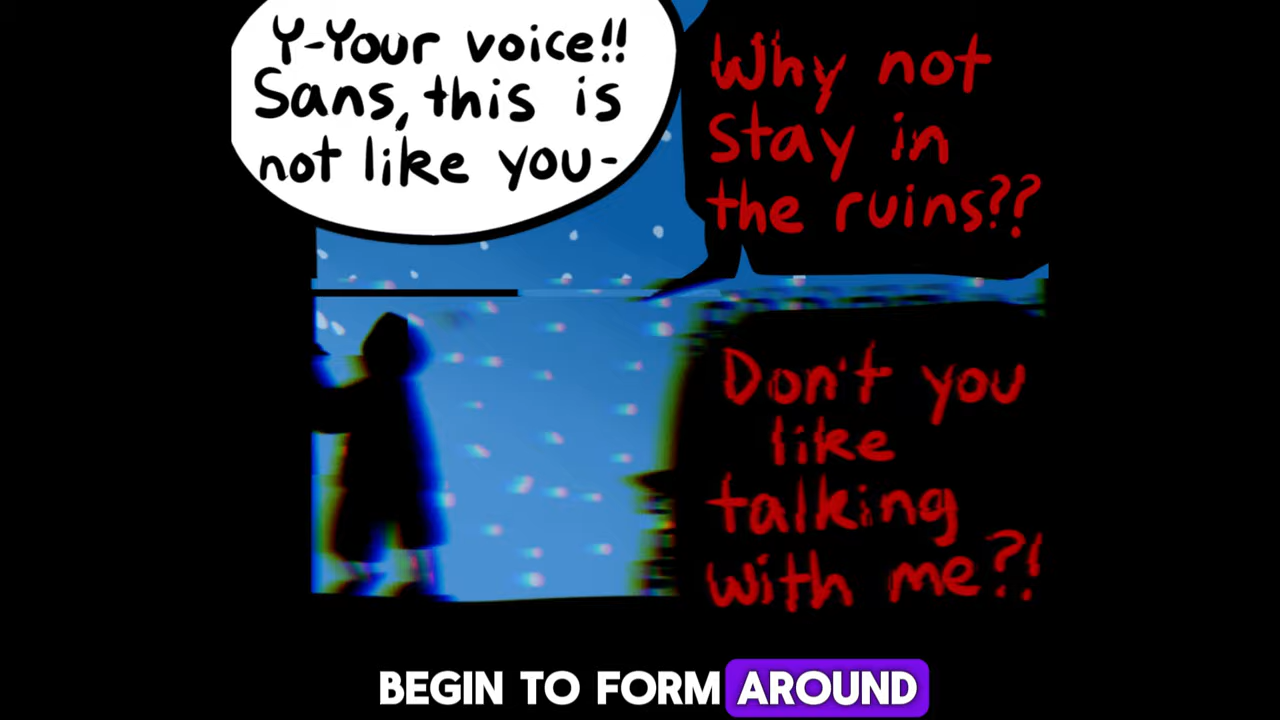 Y-Your voice!!
Sans, this is
not like you-
Why not
stay in
the ruins??
Don't you
like
talking
with me?!
BEGIN TO FORM AROUND